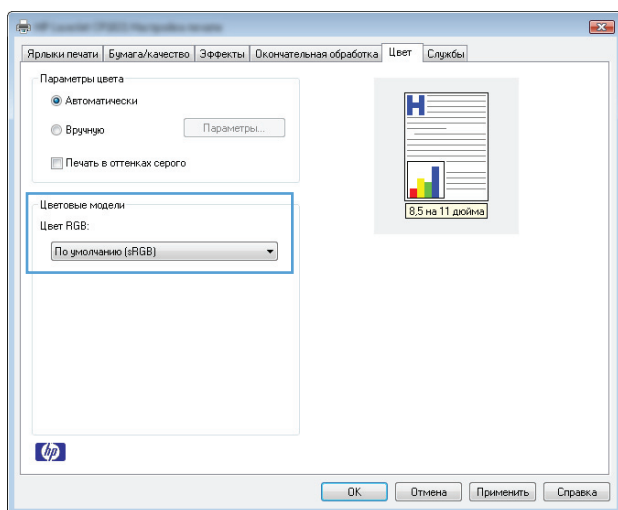 Ярлыки печати Бумага/качество Эффекты Окончательная обработка Цвет Службы
Параметры цвета
Автоматически
Вручную Параметры...
Печать в оттенках серого
Цветовые модели
Цвет RGB:
По умолчанию (sRGB)
H
8,5 на 11 дюйма
hp
OK Отмена Применить Справка